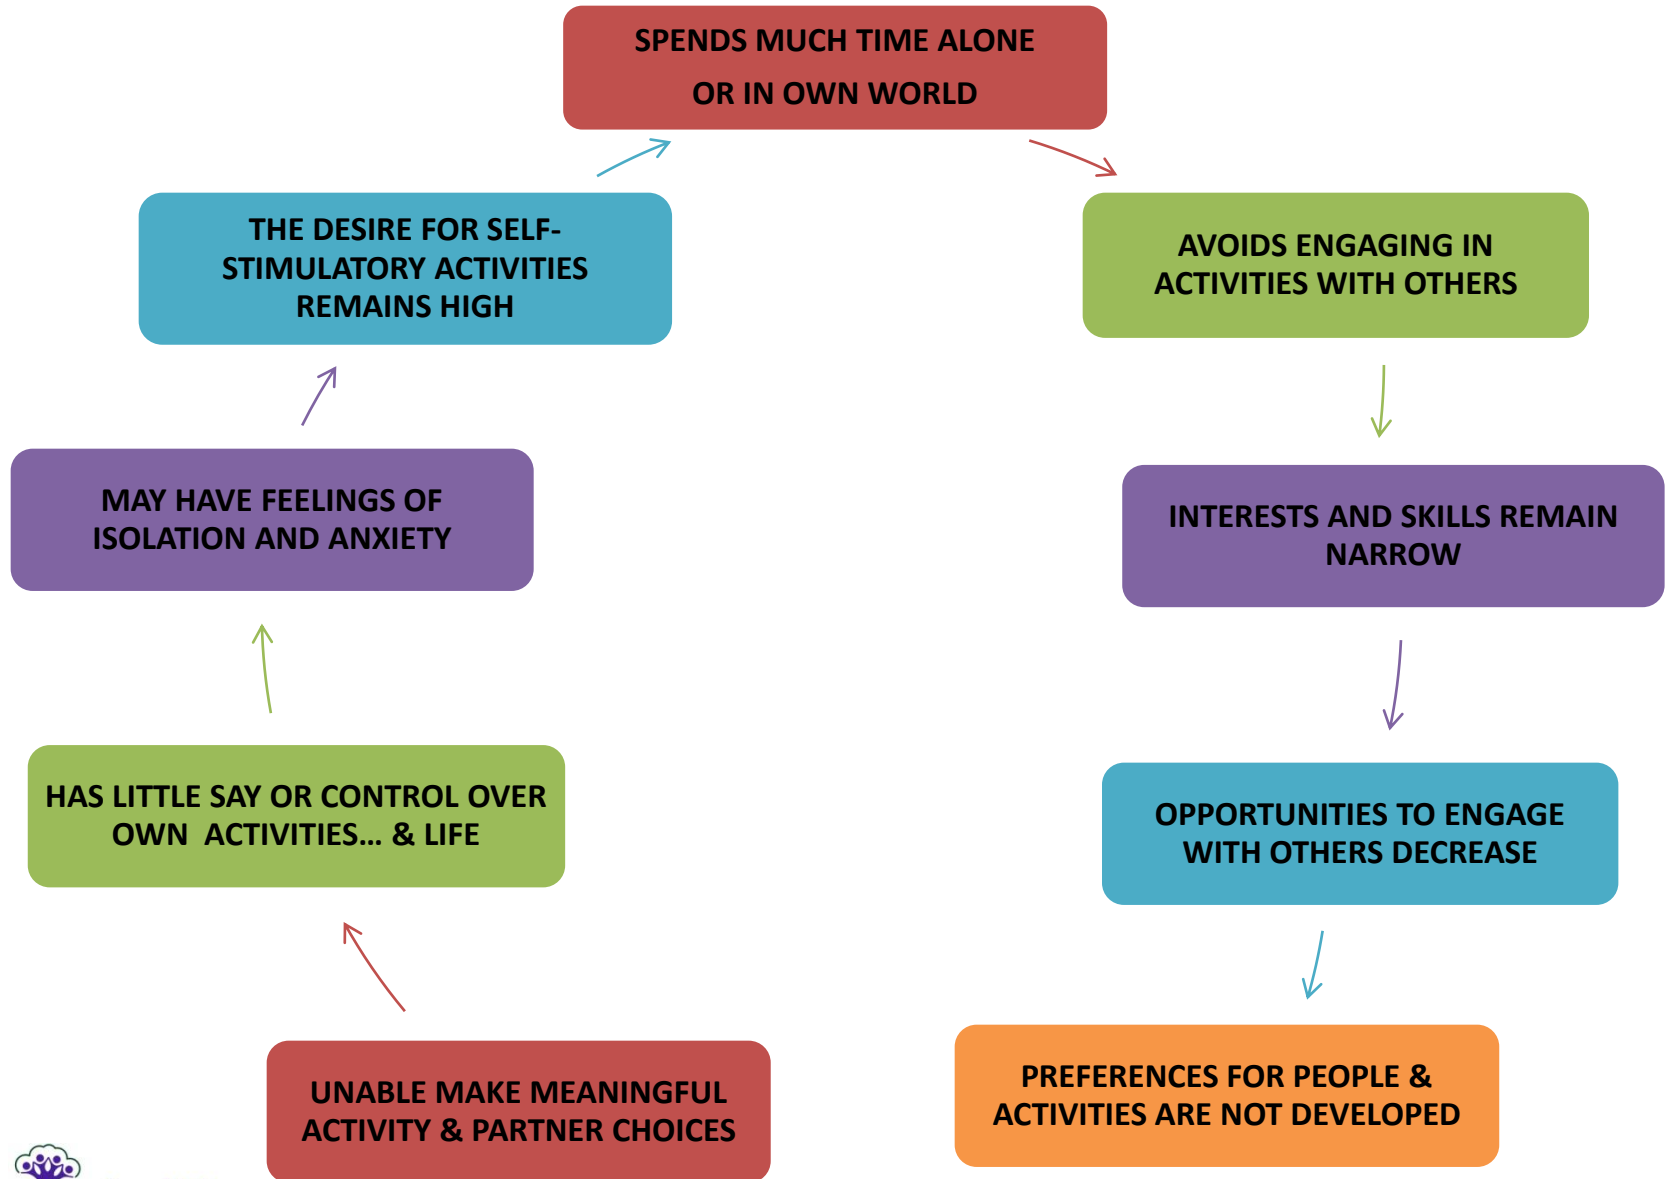 SPENDS MUCH TIME ALONE
OR IN OWN WORLD
AVOIDS ENGAGING IN
ACTIVITIES WITH OTHERS
INTERESTS AND SKILLS REMAIN
NARROW
OPPORTUNITIES TO ENGAGE
WITH OTHERS DECREASE
PREFERENCES FOR PEOPLE &
ACTIVITIES ARE NOT DEVELOPED
UNABLE MAKE MEANINGFUL
ACTIVITY & PARTNER CHOICES
HAS LITTLE SAY OR CONTROL OVER
OWN ACTIVITIES... & LIFE
MAY HAVE FEELINGS OF
ISOLATION AND ANXIETY
THE DESIRE FOR SELF-
STIMULATORY ACTIVITIES
REMAINS HIGH